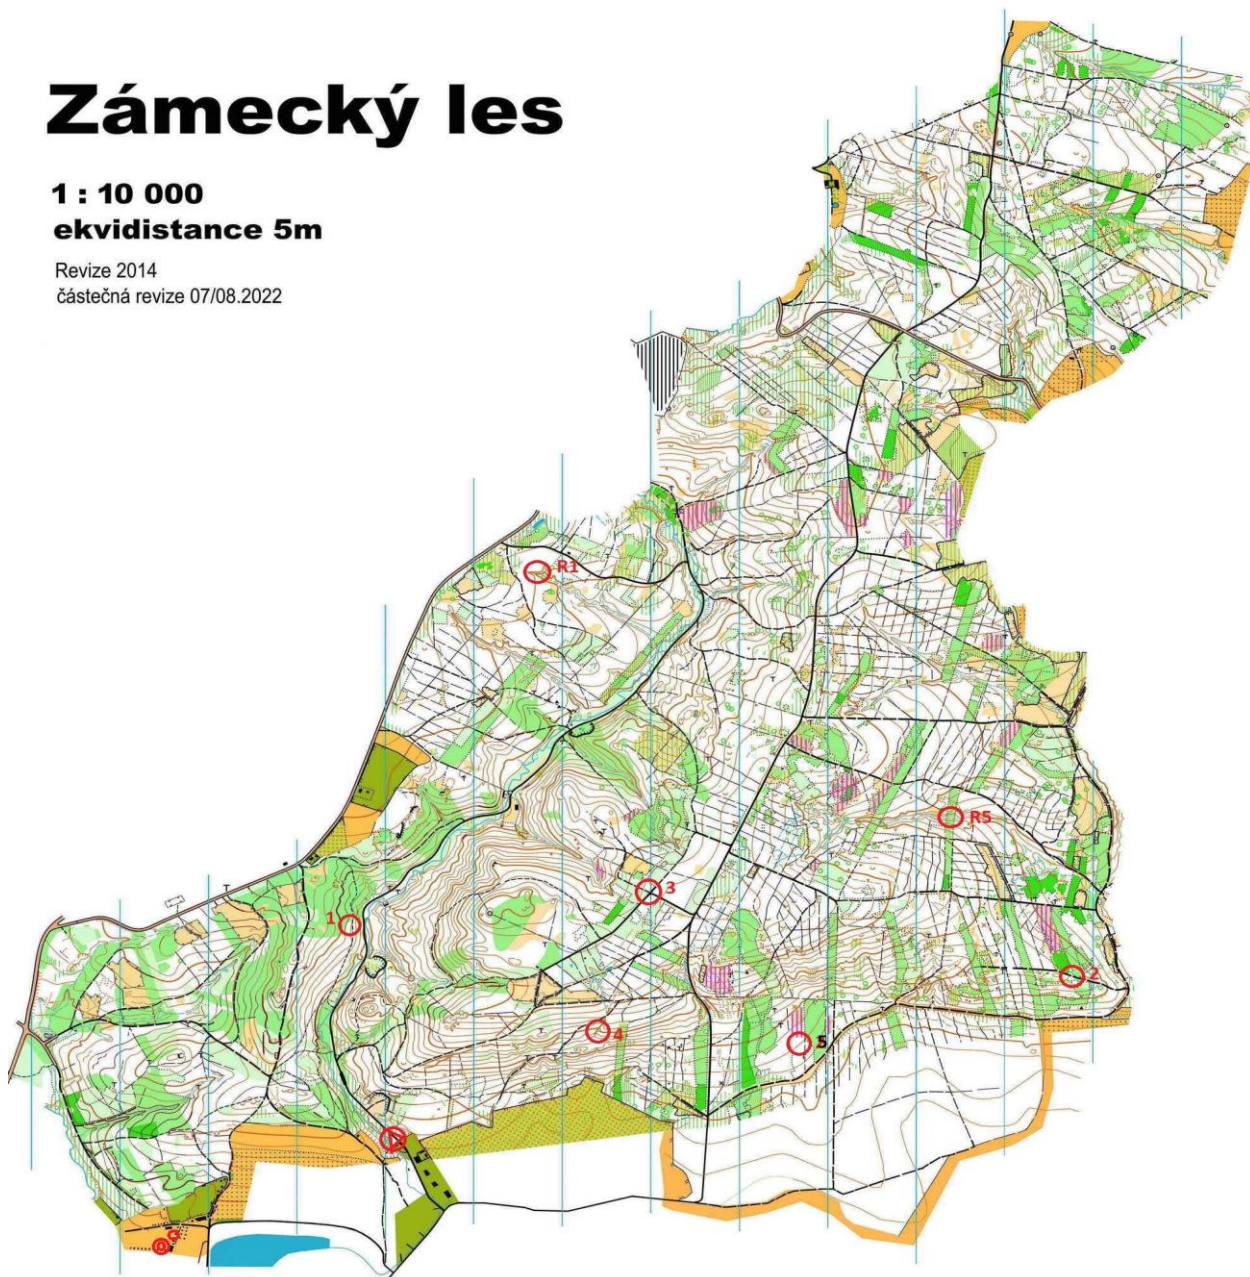 Zámecký les
1 : 10 000
ekvidistance 5m
Revize 2014
částečná revize 07/08.2022
R1
R5
3
1
2
4
5